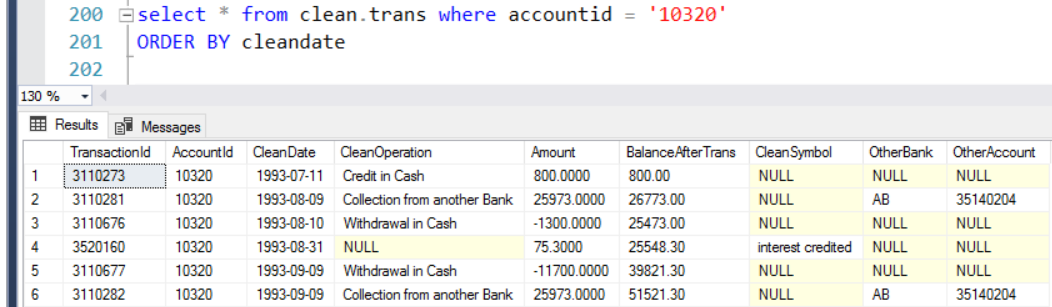 200 select * from clean.trans where accountid = '10320'
201 ORDER BY cleandate
202
130 %
Results Messages
TransactionId AccountId CleanDate CleanOperation Amount BalanceAfterTrans CleanSymbol OtherBank OtherAccount
1 3110273 10320 1993-07-11 Credit in Cash 800.0000 800.00 NULL NULL NULL
2 3110281 10320 1993-08-09 Collection from another Bank 25973.0000 26773.00 NULL AB 35140204
3 3110676 10320 1993-08-10 Withdrawal in Cash -1300.0000 25473.00 NULL NULL NULL
4 3520160 10320 1993-08-31 NULL 75.3000 25548.30 interest credited NULL NULL
5 3110677 10320 1993-09-09 Withdrawal in Cash -11700.0000 39821.30 NULL NULL NULL
6 3110282 10320 1993-09-09 Collection from another Bank 25973.0000 51521.30 NULL AB 35140204